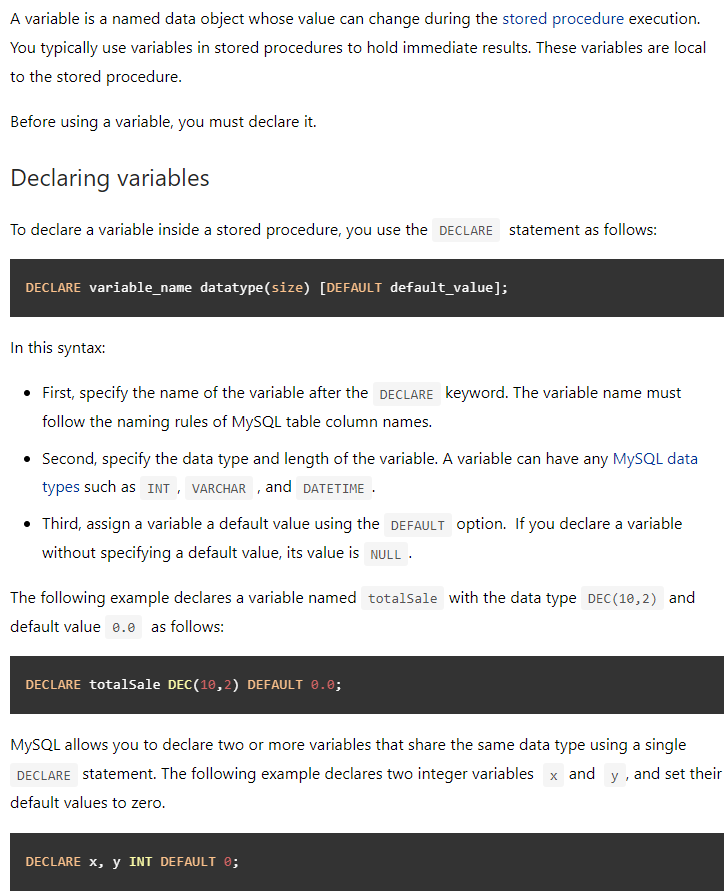 A variable is a named data object whose value can change during the stored procedure execution.
You typically use variables in stored procedures to hold immediate results. These variables are local
to the stored procedure.
Before using a variable, you must declare it.
Declaring variables
To declare a variable inside a stored procedure, you use the DECLARE statement as follows:
DECLARE variable_name datatype(size) [DEFAULT default_value];
In this syntax:
• First, specify the name of the variable after the DECLARE keyword. The variable name must
follow the naming rules of MySQL table column names.
• Second, specify the data type and length of the variable. A variable can have any MySQL data
types such as INT , VARCHAR , and DATETIME .
• Third, assign a variable a default value using the DEFAULT option. If you declare a variable
without specifying a default value, its value is NULL .
The following example declares a variable named totalSale with the data type DEC(10,2) and
default value 0.0 as follows:
DECLARE totalSale DEC(10,2) DEFAULT 0.0;
MySQL allows you to declare two or more variables that share the same data type using a single
DECLARE statement. The following example declares two integer variables x and y , and set their
default values to zero.
DECLARE x, y INT DEFAULT 0;